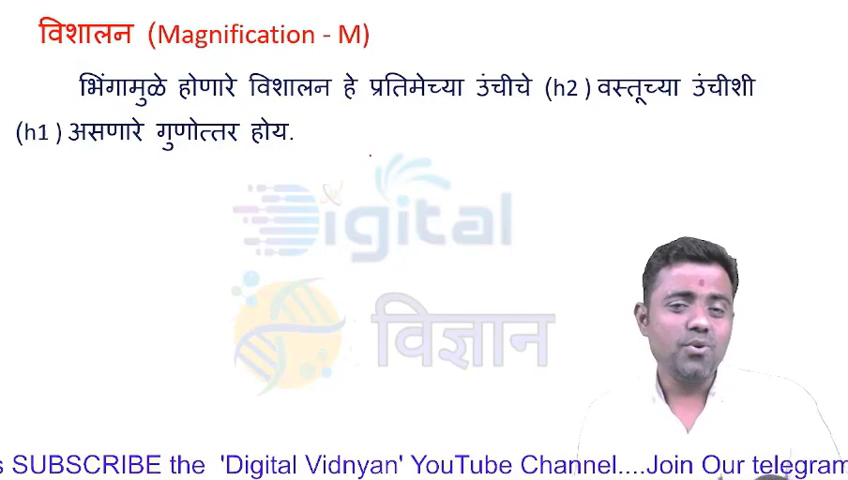 विशालन (Magnification - M)
भिंगामुळे होणारे विशालन हे प्रतिमेच्या उंचीचे (h2 ) वस्तूच्या उंचीशी
(h1 ) असणारे गुणोत्तर होय.
Digital
विज्ञान
s SUBSCRIBE the 'Digital Vidnyan' YouTube Channel....Join Our telegram